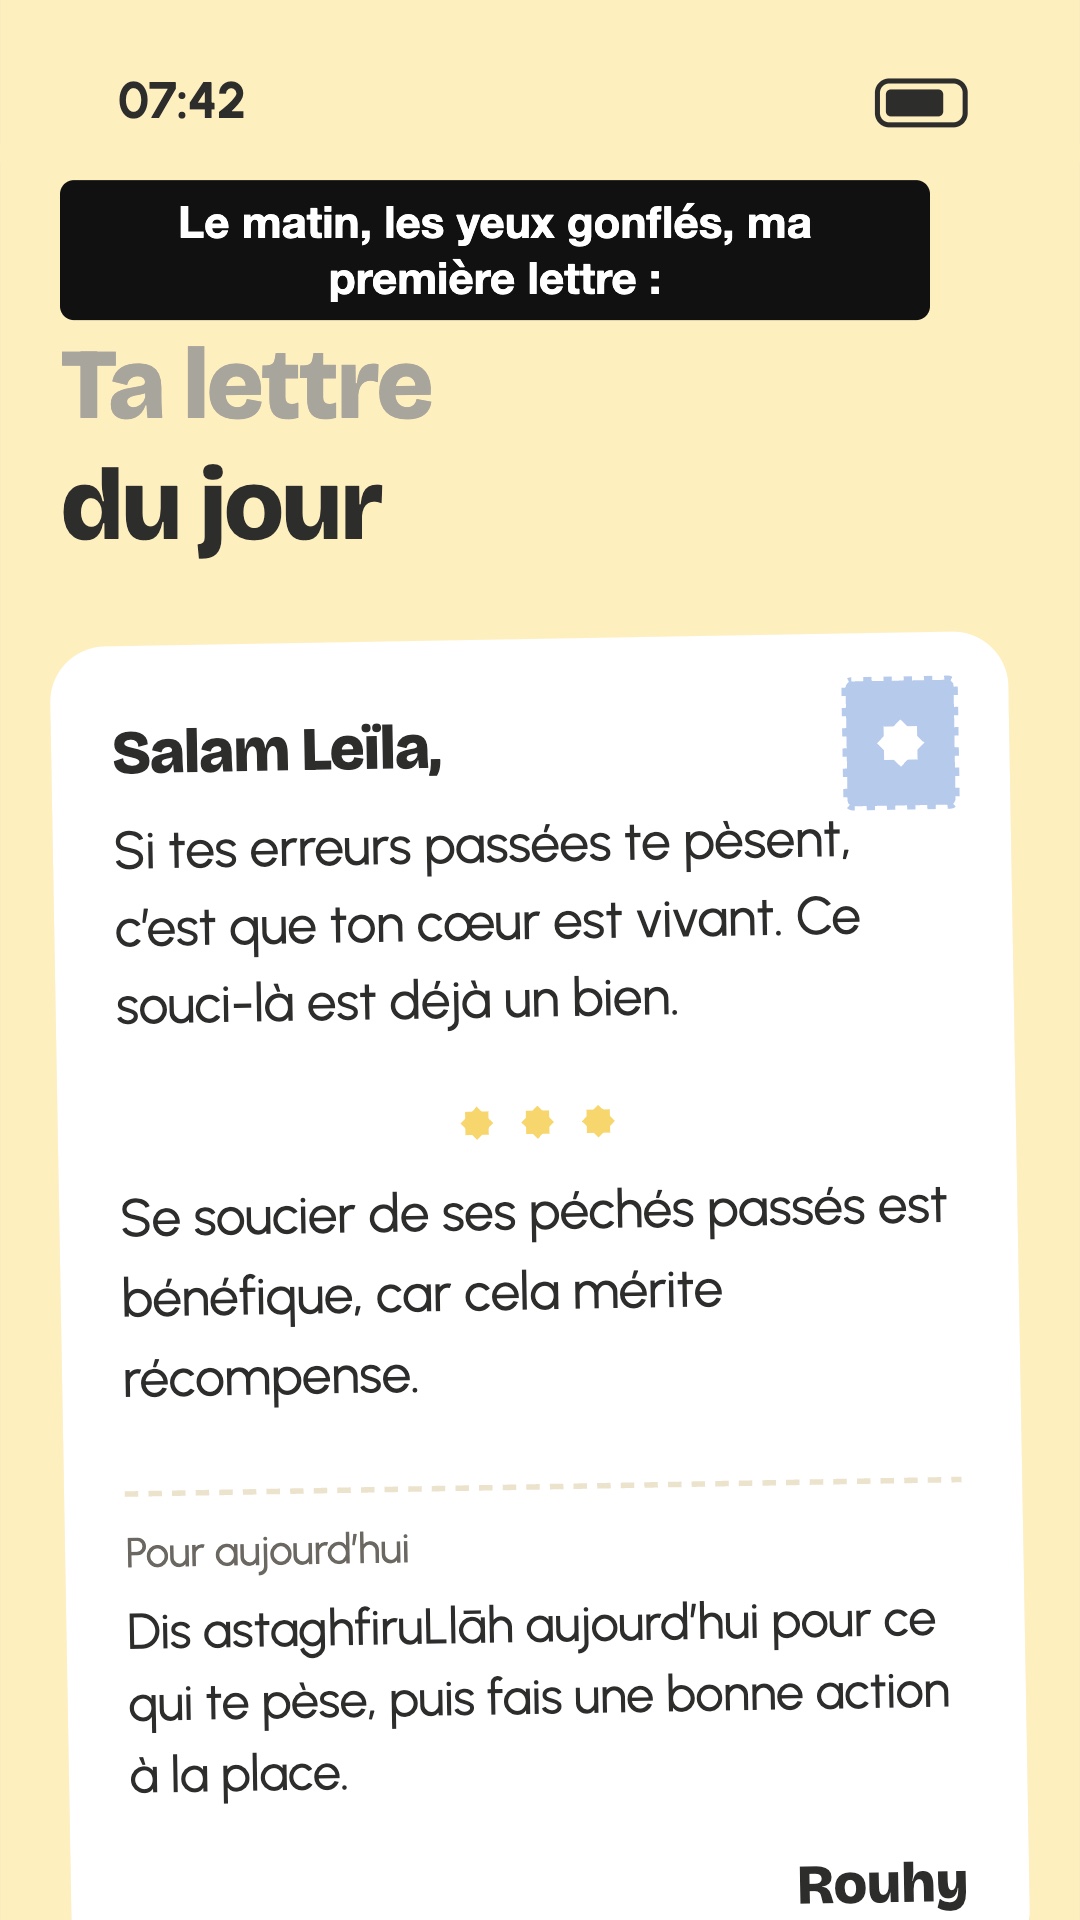 07:42
Le matin, les yeux gonflés, ma
première lettre :
Ta lettre
du jour
Salam Leïla,
Si tes erreurs passées te pèsent,
c’est que ton cœur est vivant. Ce
souci-là est déjà un bien.
Se soucier de ses péchés passés est
bénéfique, car cela mérite
récompense.
Pour aujourd’hui
Dis astaghfiruLlāh aujourd’hui pour ce
qui te pèse, puis fais une bonne action
à la place.
Rouhy